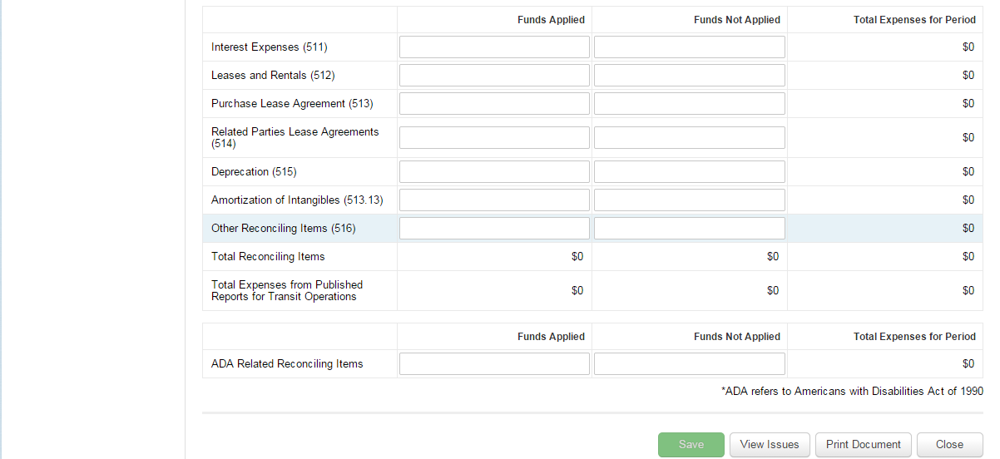 Funds Applied Funds Not Applied Total Expenses for Period
Interest Expenses (511) $0
Leases and Rentals (512) $0
Purchase Lease Agreement (513) $0
Related Parties Lease Agreements
(514) $0
Deprecation (515) $0
Amortization of Intangibles (513.13) $0
Other Reconciling Items (516) $0
Total Reconciling Items $0 $0 $0
Total Expenses from Published
Reports for Transit Operations $0 $0 $0
Funds Applied Funds Not Applied Total Expenses for Period
ADA Related Reconciling Items $0
*ADA refers to Americans with Disabilities Act of 1990
Save View Issues Print Document Close